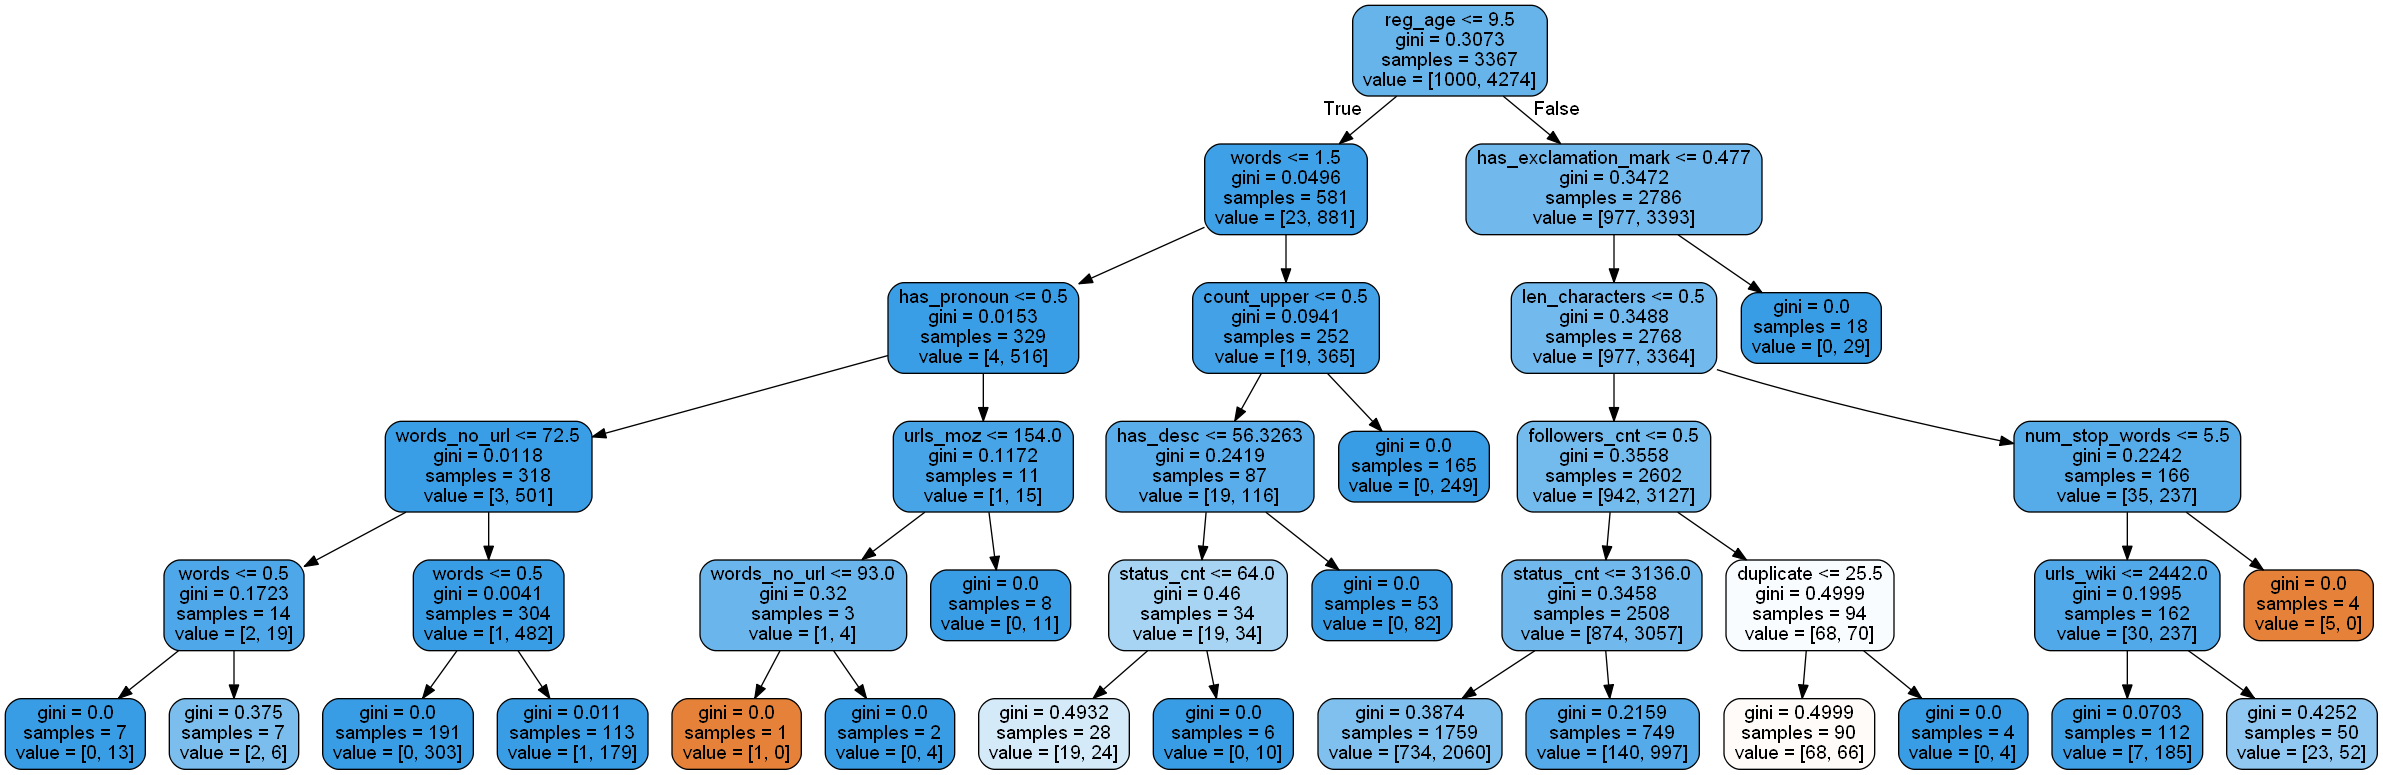 reg_age <= 9.5
gini = 0.3073
samples = 3367
value = [1000, 4274]
True
False
words <= 1.5
gini = 0.0496
samples = 581
value = [23, 881]
has_exclamation_mark <= 0.477
gini = 0.3472
samples = 2786
value = [977, 3393]
has_pronoun <= 0.5
gini = 0.0153
samples = 329
value = [4, 516]
count_upper <= 0.5
gini = 0.0941
samples = 252
value = [19, 365]
len_characters <= 0.5
gini = 0.3488
samples = 2768
value = [977, 3364]
gini = 0.0
samples = 18
value = [0, 29]
words_no_url <= 72.5
gini = 0.0118
samples = 318
value = [3, 501]
urls_moz <= 154.0
gini = 0.1172
samples = 11
value = [1, 15]
has_desc <= 56.3263
gini = 0.2419
samples = 87
value = [19, 116]
gini = 0.0
samples = 165
value = [0, 249]
followers_cnt <= 0.5
gini = 0.3558
samples = 2602
value = [942, 3127]
num_stop_words <= 5.5
gini = 0.2242
samples = 166
value = [35, 237]
words <= 0.5
gini = 0.1723
samples = 14
value = [2, 19]
words <= 0.5
gini = 0.0041
samples = 304
value = [1, 482]
words_no_url <= 93.0
gini = 0.32
samples = 3
value = [1, 4]
gini = 0.0
samples = 8
value = [0, 11]
status_cnt <= 64.0
gini = 0.46
samples = 34
value = [19, 34]
gini = 0.0
samples = 53
value = [0, 82]
status_cnt <= 3136.0
gini = 0.3458
samples = 2508
value = [874, 3057]
duplicate <= 25.5
gini = 0.4999
samples = 94
value = [68, 70]
urls_wiki <= 2442.0
gini = 0.1995
samples = 162
value = [30, 237]
gini = 0.0
samples = 4
value = [5, 0]
gini = 0.0
samples = 7
value = [0, 13]
gini = 0.375
samples = 7
value = [2, 6]
gini = 0.0
samples = 191
value = [0, 303]
gini = 0.011
samples = 113
value = [1, 179]
gini = 0.0
samples = 1
value = [1, 0]
gini = 0.0
samples = 2
value = [0, 4]
gini = 0.4932
samples = 28
value = [19, 24]
gini = 0.0
samples = 6
value = [0, 10]
gini = 0.3874
samples = 1759
value = [734, 2060]
gini = 0.2159
samples = 749
value = [140, 997]
gini = 0.4999
samples = 90
value = [68, 66]
gini = 0.0
samples = 4
value = [0, 4]
gini = 0.0703
samples = 112
value = [7, 185]
gini = 0.4252
samples = 50
value = [23, 52]